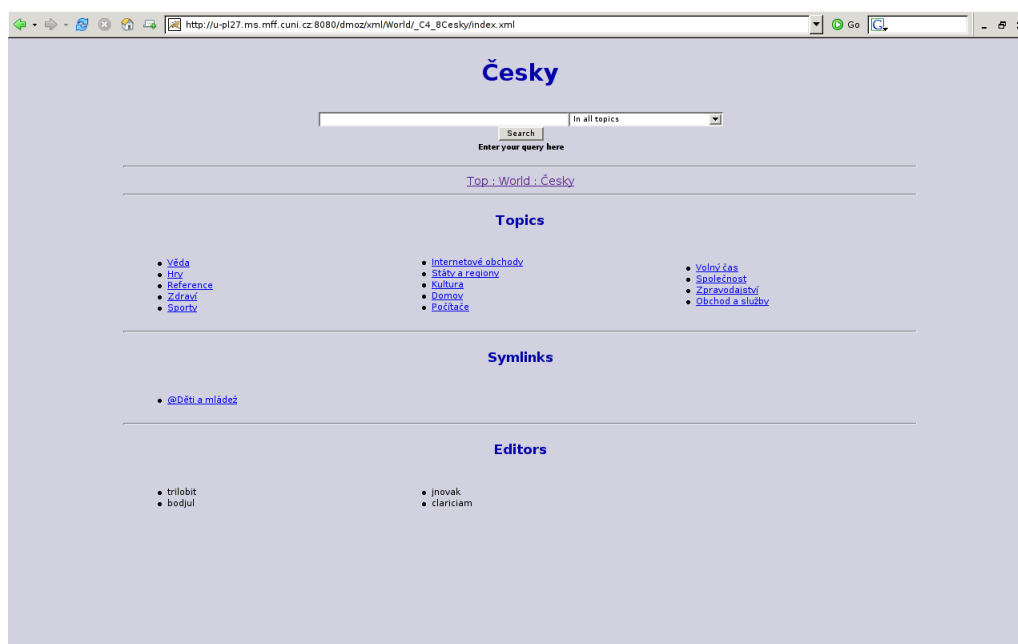 http://u-pl27.ms.mff.cuni.cz:8080/dmoz/xml/World/_C4_8Cesky/index.xml
Go
G
Česky
In all topics
Search
Enter your query here
Top : World : Česky
Topics
Věda
Hry
Reference
Zdraví
Sporty
Internetové obchody
Státy a regiony
Kultura
Domov
Počítače
Volný čas
Společnost
Zpravodajství
Obchod a služby
Symlinks
@Děti a mládež
Editors
trilobit
bodjul
jnovak
clariciam